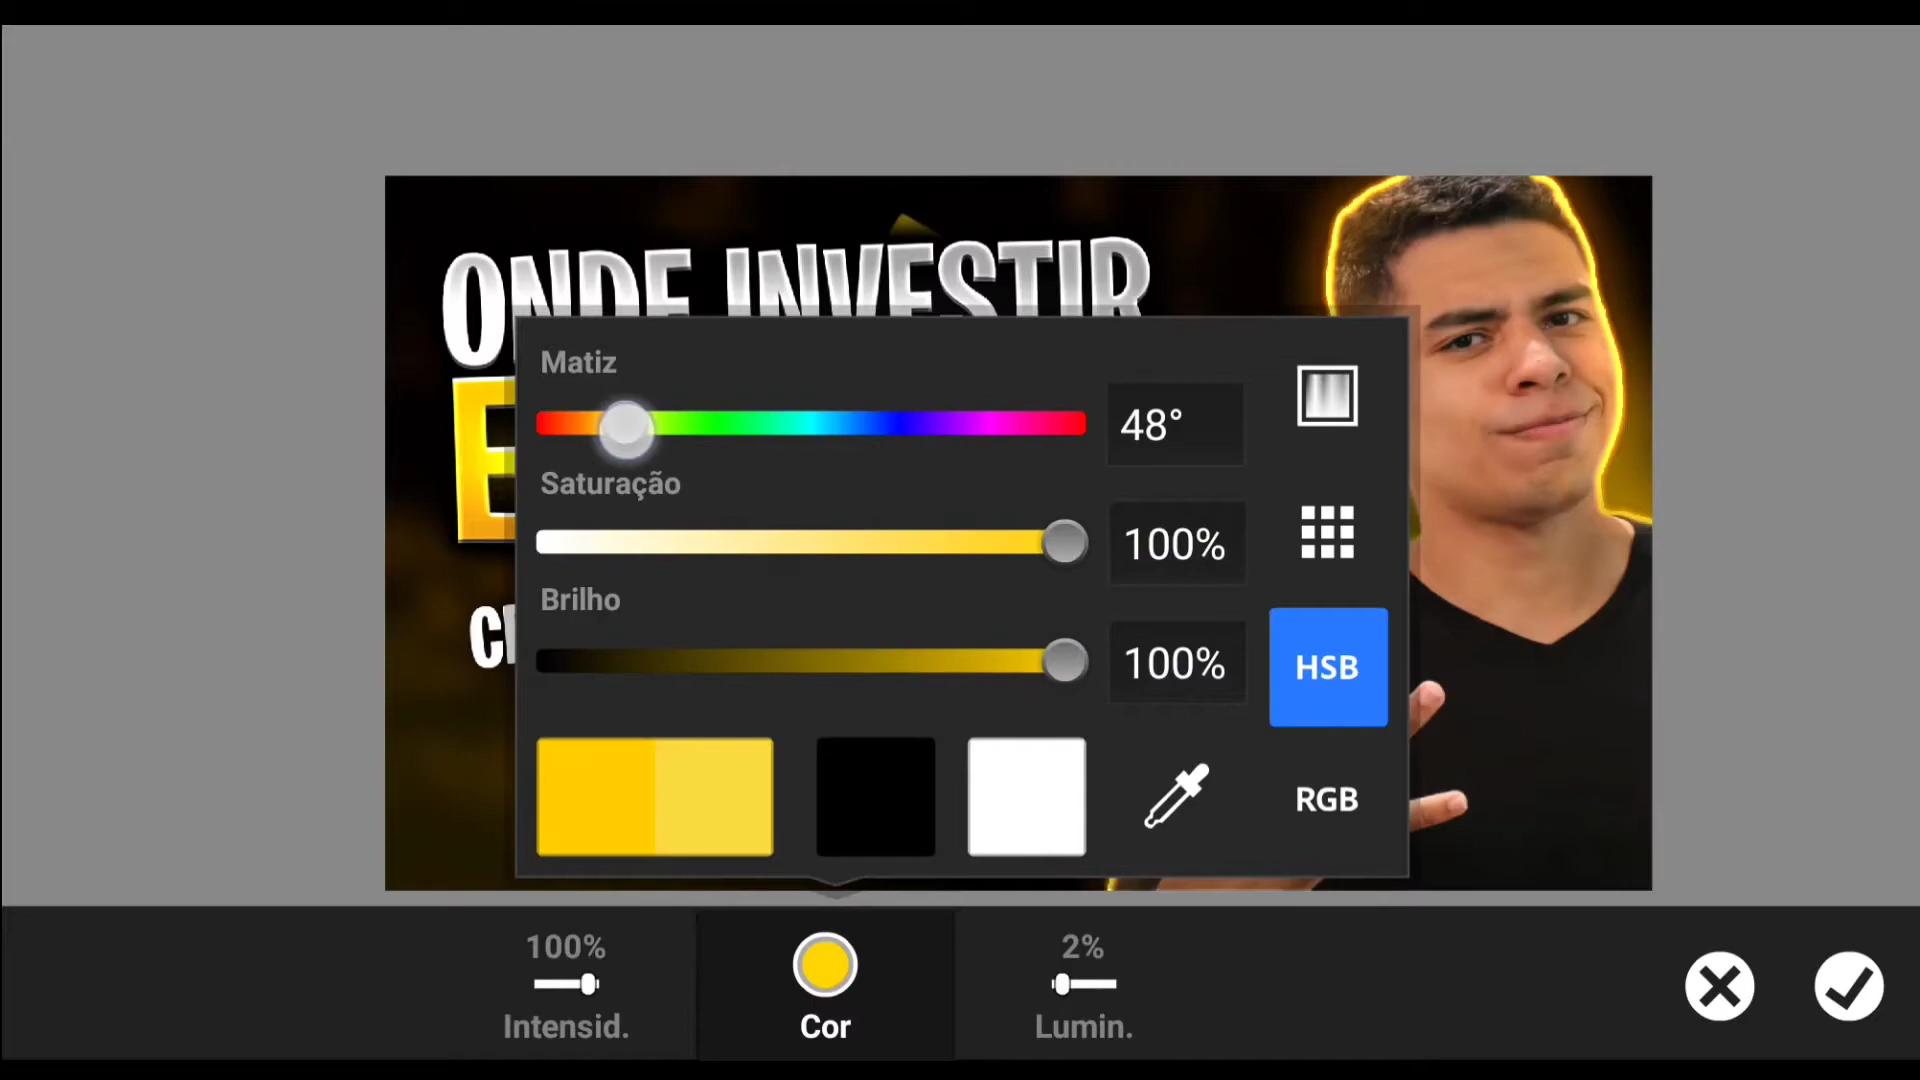 ONDE INVESTIR
E
Matiz
48°
Saturação
100%
Brilho
100%
HSB
RGB
100%
Intensid.
Cor
2%
Lumin.